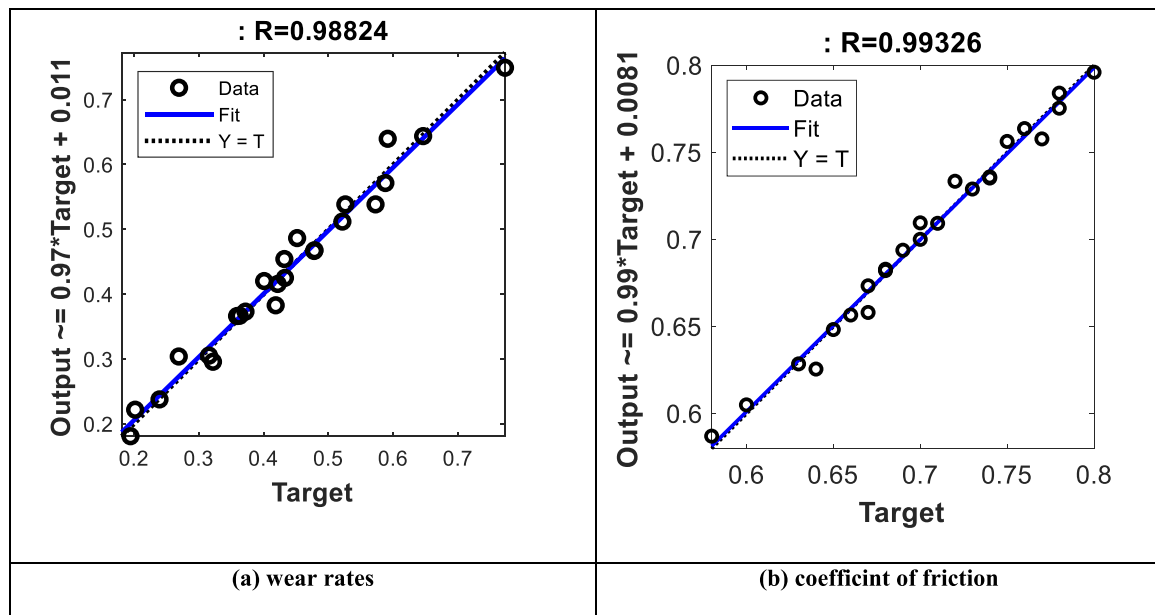 : R=0.98824
Output ~= 0.97*Target + 0.011
Data
Fit
Y = T
0.7
0.6
0.5
0.4
0.3
0.2
0.2 0.3 0.4 0.5 0.6 0.7
Target
(a) wear rates
: R=0.99326
Output ~= 0.99*Target + 0.0081
Data
Fit
Y = T
0.8
0.75
0.7
0.65
0.6
0.6 0.65 0.7 0.75 0.8
Target
(b) coefficint of friction